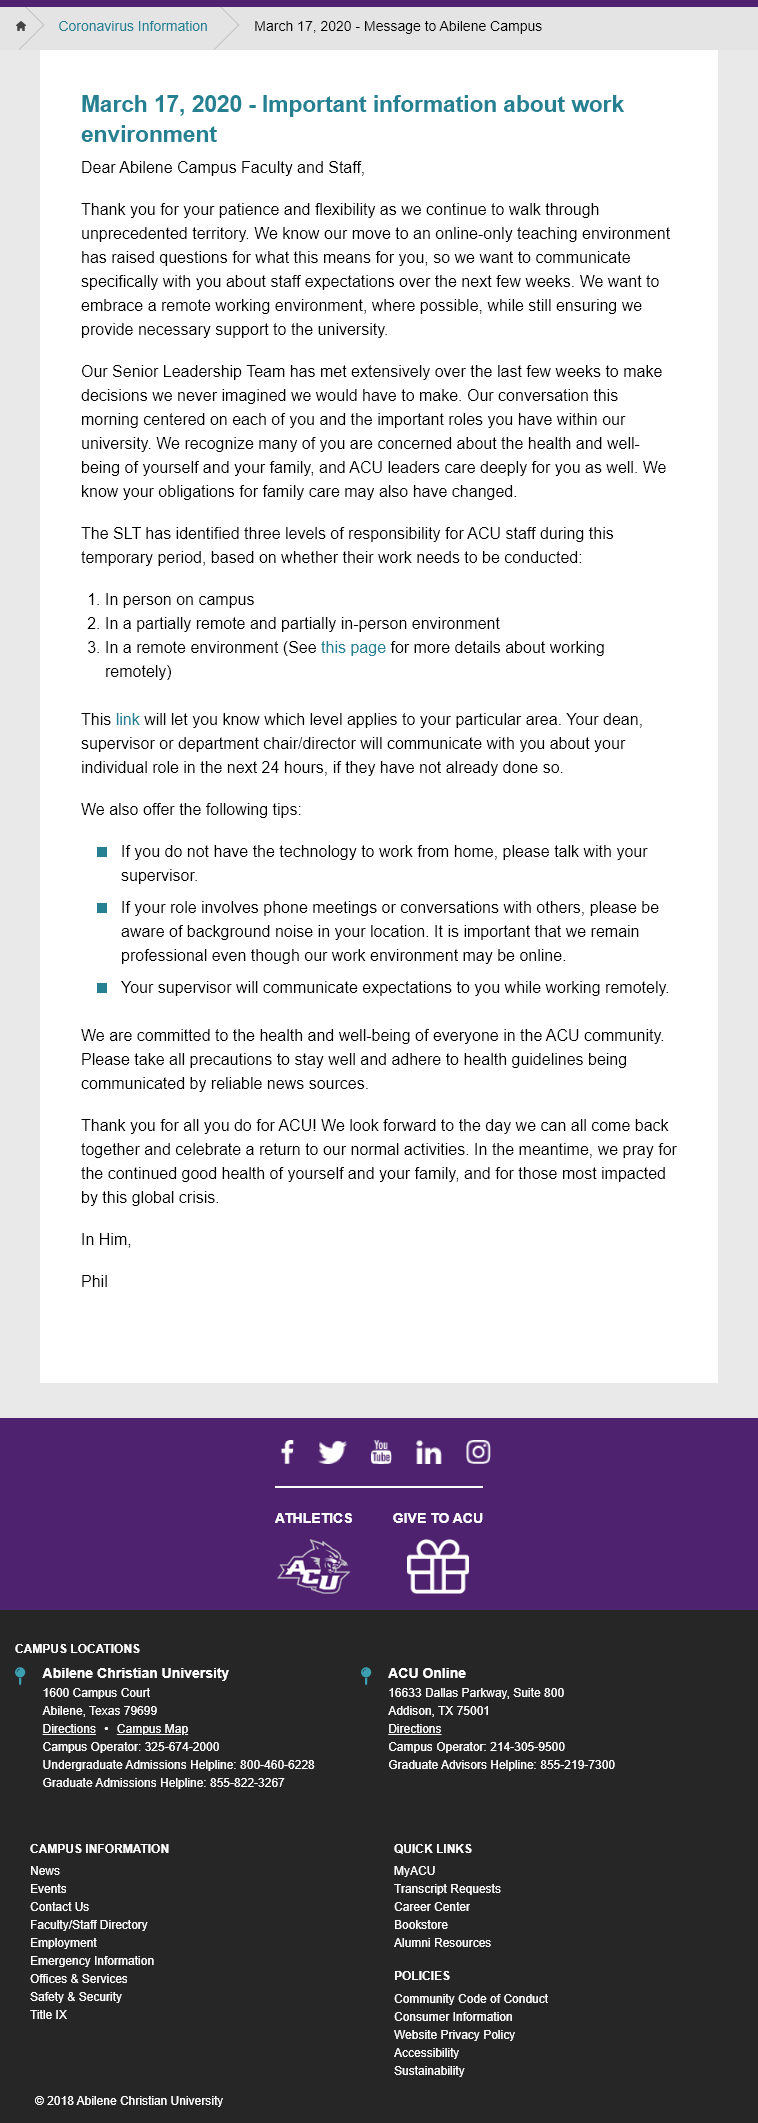 Coronavirus Information
March 17, 2020 - Message to Abilene Campus
March 17, 2020 - Important information about work
environment
Dear Abilene Campus Faculty and Staff,
Thank you for your patience and flexibility as we continue to walk through
unprecedented territory. We know our move to an online-only teaching environment
has raised questions for what this means for you, so we want to communicate
specifically with you about staff expectations over the next few weeks. We want to
embrace a remote working environment, where possible, while still ensuring we
provide necessary support to the university.
Our Senior Leadership Team has met extensively over the last few weeks to make
decisions we never imagined we would have to make. Our conversation this
morning centered on each of you and the important roles you have within our
university. We recognize many of you are concerned about the health and well-
being of yourself and your family, and ACU leaders care deeply for you as well. We
know your obligations for family care may also have changed.
The SLT has identified three levels of responsibility for ACU staff during this
temporary period, based on whether their work needs to be conducted:
1. In person on campus
2. In a partially remote and partially in-person environment
3. In a remote environment (See this page for more details about working
remotely)
This link will let you know which level applies to your particular area. Your dean,
supervisor or department chair/director will communicate with you about your
individual role in the next 24 hours, if they have not already done so.
We also offer the following tips:
If you do not have the technology to work from home, please talk with your
supervisor.
If your role involves phone meetings or conversations with others, please be
aware of background noise in your location. It is important that we remain
professional even though our work environment may be online.
Your supervisor will communicate expectations to you while working remotely.
We are committed to the health and well-being of everyone in the ACU community.
Please take all precautions to stay well and adhere to health guidelines being
communicated by reliable news sources.
Thank you for all you do for ACU! We look forward to the day we can all come back
together and celebrate a return to our normal activities. In the meantime, we pray for
the continued good health of yourself and your family, and for those most impacted
by this global crisis.
In Him,
Phil
You Tube
in
ATHLETICS
GIVE TO ACU
ACU
CAMPUS LOCATIONS
Abilene Christian University
1600 Campus Court
Abilene, Texas 79699
Directions • Campus Map
Campus Operator: 325-674-2000
Undergraduate Admissions Helpline: 800-460-6228
Graduate Admissions Helpline: 855-822-3267
ACU Online
16633 Dallas Parkway, Suite 800
Addison, TX 75001
Directions
Campus Operator: 214-305-9500
Graduate Advisors Helpline: 855-219-7300
CAMPUS INFORMATION
News
Events
Contact Us
Faculty/Staff Directory
Employment
Emergency Information
Offices & Services
Safety & Security
Title IX
QUICK LINKS
MyACU
Transcript Requests
Career Center
Bookstore
Alumni Resources
POLICIES
Community Code of Conduct
Consumer Information
Website Privacy Policy
Accessibility
Sustainability
© 2018 Abilene Christian University